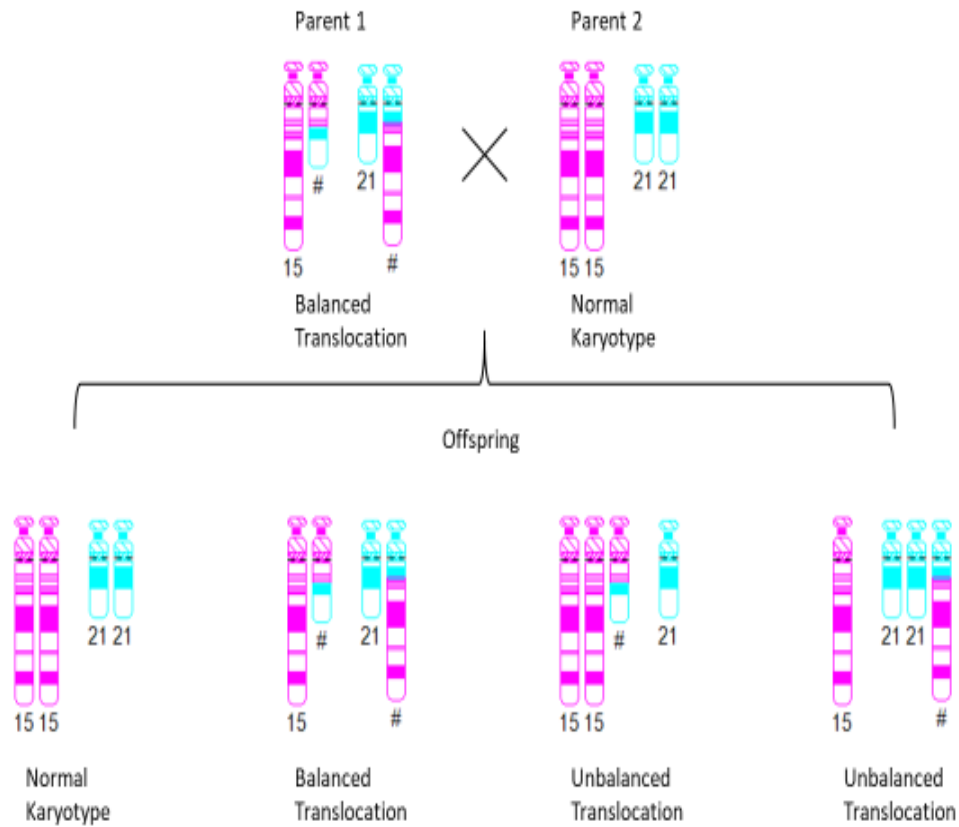 Parent 1 Parent 2
# 21 21 21
15 # 15 15
Balanced Normal
Translocation Karyotype
Offspring
21 21 # 21 # 21 21 21
15 15 15 # 15 15 15 #
Normal Balanced Unbalanced Unbalanced
Karyotype Translocation Translocation Translocation